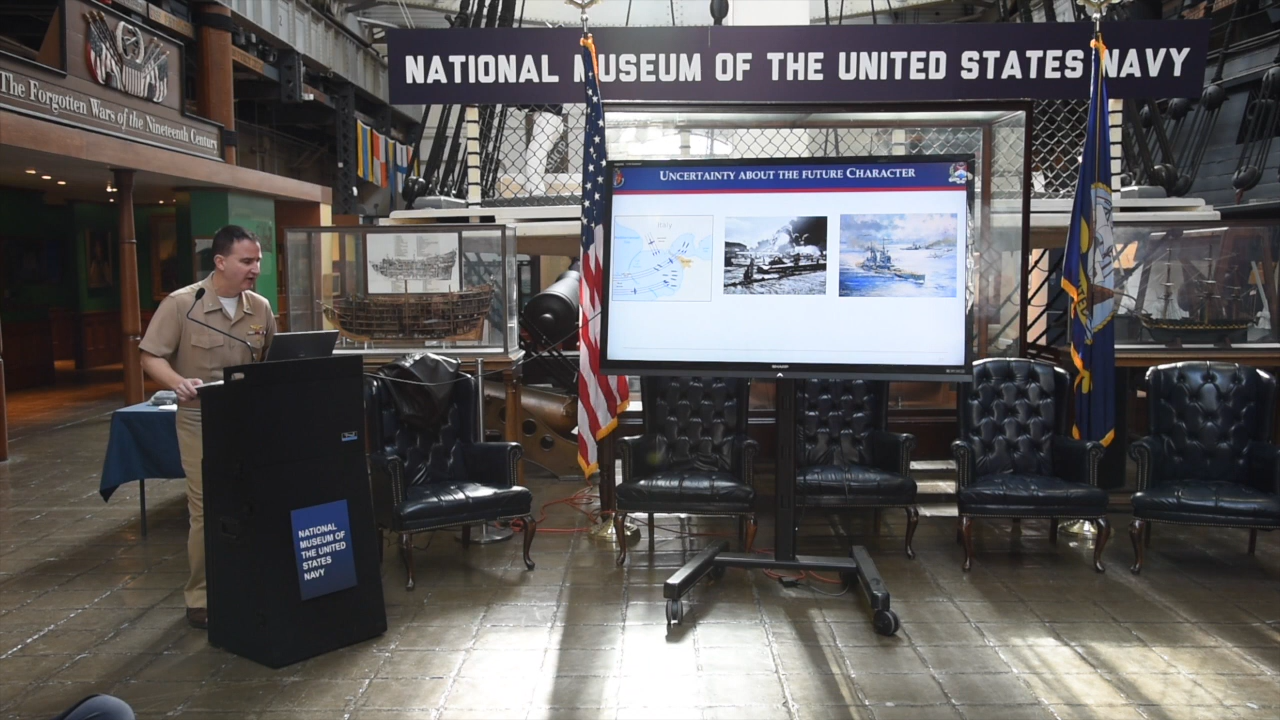 NATIONAL MUSEUM OF THE UNITED STATES NAVY
The Forgotten Wars of the Nineteenth Century
UNCERTAINTY ABOUT THE FUTURE CHARACTER
SHARP
NATIONAL
MUSEUM OF
THE UNITED
STATES
NAVY